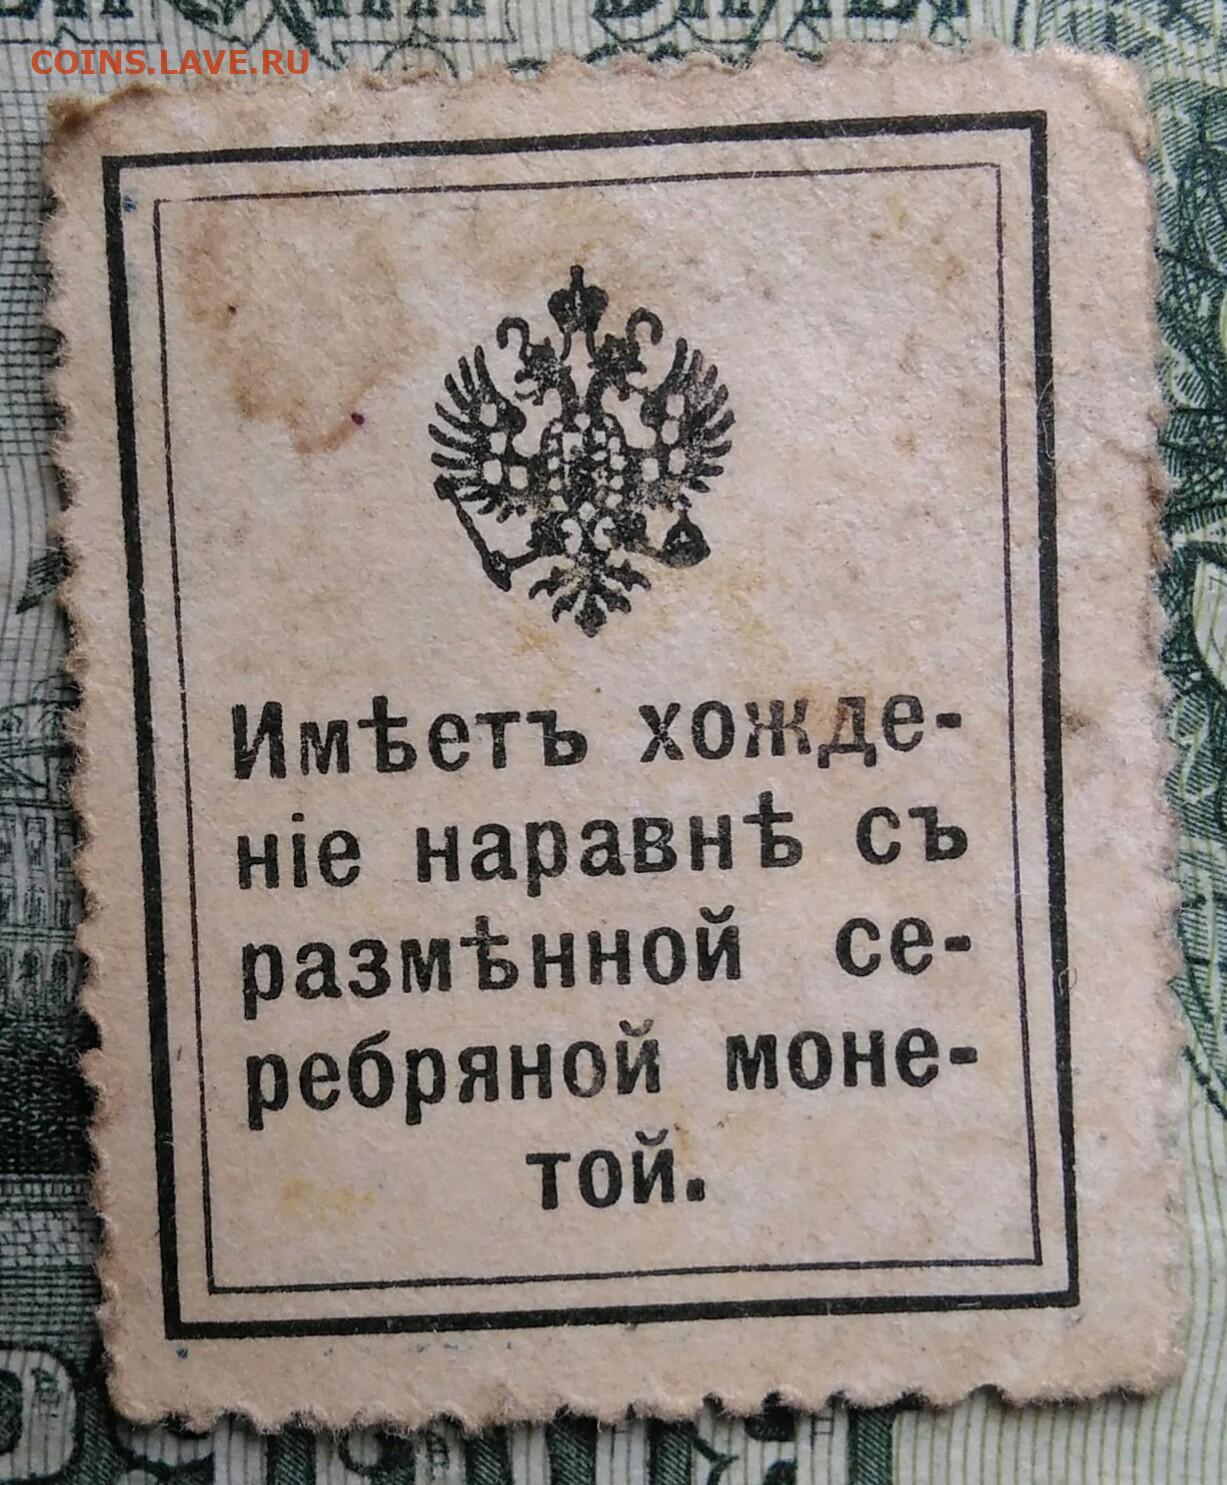 COINS.LAVE.RU
Имѣетъ хожде-
ніе наравнѣ съ
размѣнной се-
ребряной моне-
той.